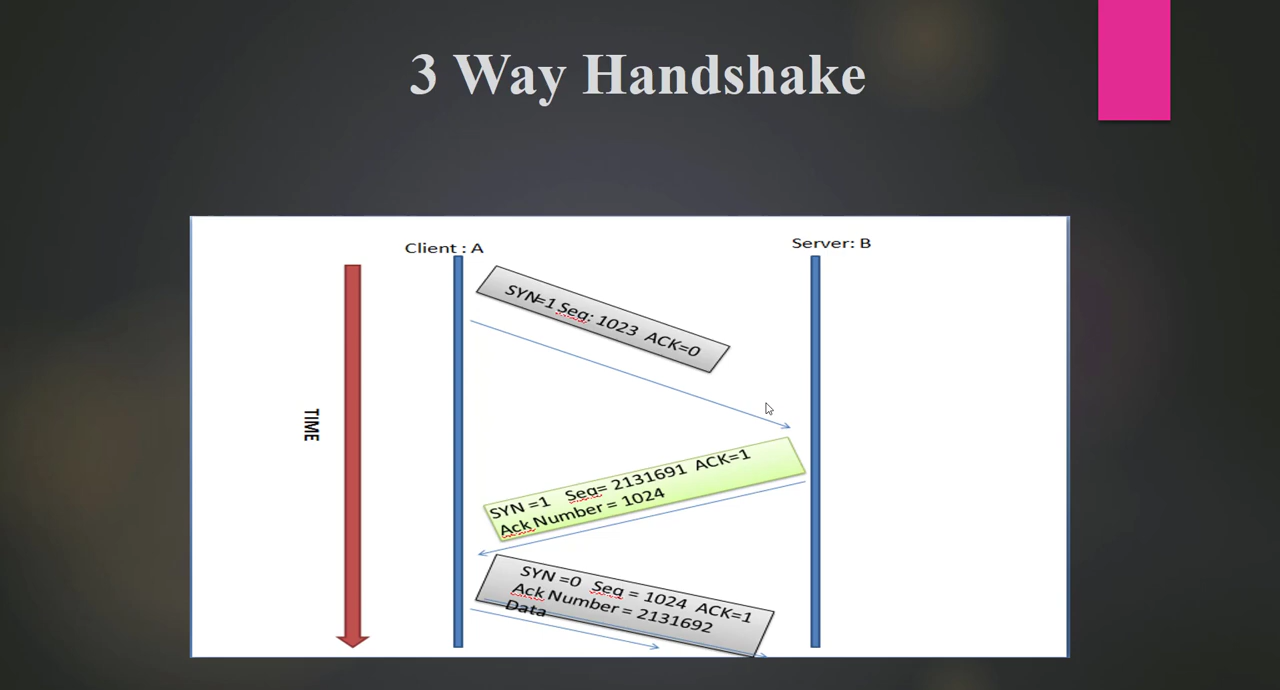 3 Way Handshake
Client : A
Server: B
SYN=1 Seq: 1023 ACK=0
TIME
SYN =1 Seq= 2131691 ACK=1
Ack Number = 1024
SYN =0 Seq = 1024 ACK=1
Ack Number = 2131692
Data